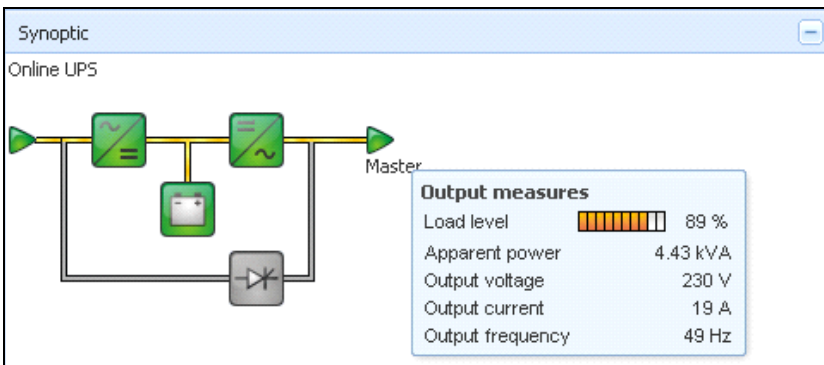 Synoptic
Online UPS
Master
Output measures
Load level 89 %
Apparent power 4.43 kVA
Output voltage 230 V
Output current 19 A
Output frequency 49 Hz